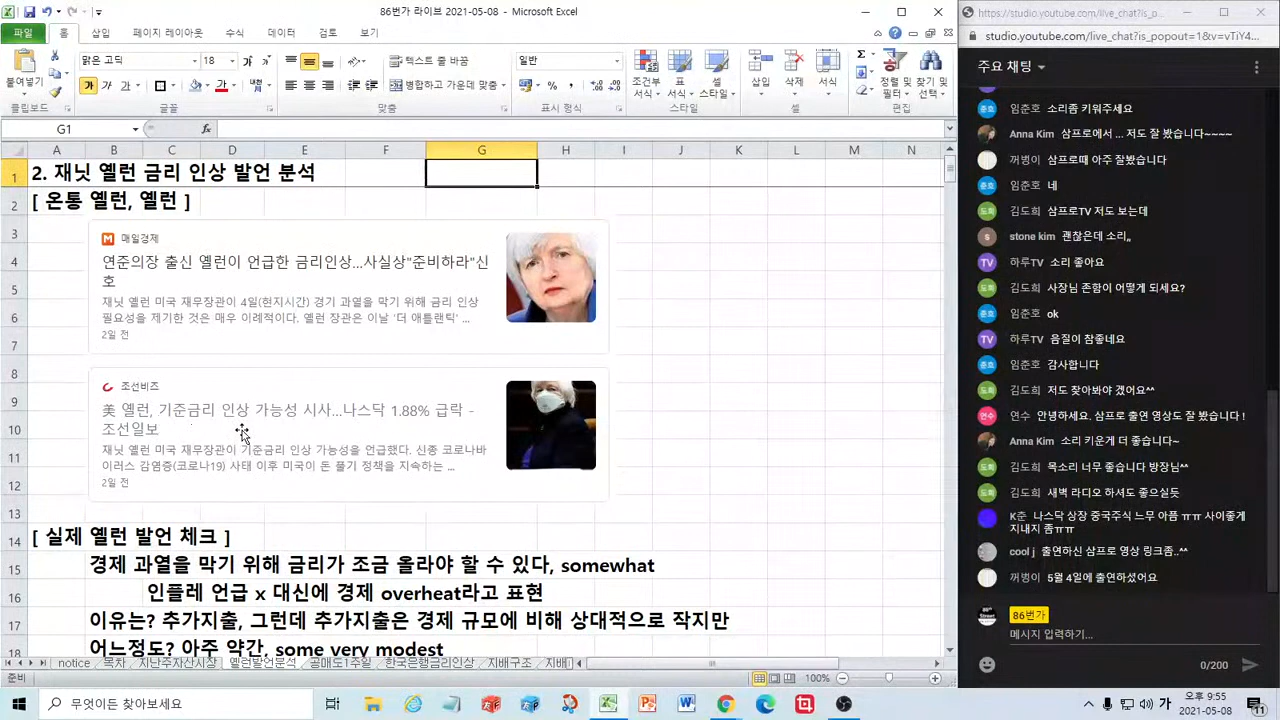 86번가 라이브 2021-05-08 - Microsoft Excel
파일 홈 삽입 페이지 레이아웃 수식 데이터 검토 보기
붙여넣기
맑은 고딕 18
가 가 가
텍스트 줄 바꿈
병합하고 가운데 맞춤
일반
조건부 서식 표 서식 셀 스타일
삽입 삭제 서식
정렬 및 필터 찾기 및 선택
클립보드 글꼴 맞춤 표시 형식 스타일 셀 편집
G1 fx
A B C D E F G H I J K L M N
1 2. 재닛 옐런 금리 인상 발언 분석
2 [ 온통 옐런, 옐런 ]
3 매일경제
4 연준의장 출신 옐런이 언급한 금리인상...사실상"준비하라"신
5 호
재닛 옐런 미국 재무장관이 4일(현지시간) 경기 과열을 막기 위해 금리 인상
6 필요성을 제기한 것은 매우 이례적이다. 옐런 장관은 이날 '더 애틀랜틱' ...
7 2일 전
8 조선비즈
9 美 옐런, 기준금리 인상 가능성 시사...나스닥 1.88% 급락 -
10 조선일보
11 재닛 옐런 미국 재무장관이 기준금리 인상 가능성을 언급했다. 신종 코로나바
이러스 감염증(코로나19) 사태 이후 미국이 돈 풀기 정책을 지속하는 ...
12 2일 전
13
14 [ 실제 옐런 발언 체크 ]
15 경제 과열을 막기 위해 금리가 조금 올라야 할 수 있다, somewhat
16 인플레 언급 x 대신에 경제 overheat라고 표현
17 이유는? 추가지출, 그런데 추가지출은 경제 규모에 비해 상대적으로 작지만
18 어느정도? 아주 약간, some very modest
notice 목차 지난주자산시장 옐런발언분석 공매도1주일 한국은행금리인상 지배구조 지배
준비 100%
https://studio.youtube.com/live_chat?is_p...
studio.youtube.com/live_chat?is_popout=1&v=vTiY4...
주요 채팅
임춘호 소리좀 키워주세요
Anna Kim 삼프로에서 ... 저도 잘 봤습니다~~~~
꺼벙이 삼프로때 아주 잘봤습니다
임춘호 네
김도희 삼프로TV 저도 보는데
stone kim 괜찮은데 소리,,
하루TV 소리 좋아요
김도희 사장님 존함이 어떻게 되세요?
임춘호 ok
하루TV 음질이 참좋네요
임춘호 감사합니다
김도희 저도 찾아봐야 겠어요^^
연수 안녕하세요. 삼프로 출연 영상도 잘 봤습니다 !
Anna Kim 소리 키운게 더 좋습니다~
김도희 목소리 너무 좋습니다 방장님^^
김도희 새벽 라디오 하셔도 좋으실듯
K춘 나스닥 상장 중국주식 느무 아픔 ㅠㅠ 사이좋게
지내지 좀ㅠㅠ
cool j 출연하신 삼프로 영상 링크좀..^^
꺼벙이 5월 4일에 출연하셨어요
86번가
메시지 입력하기...
0/200
무엇이든 찾아보세요
가 오후 9:55
2021-05-08